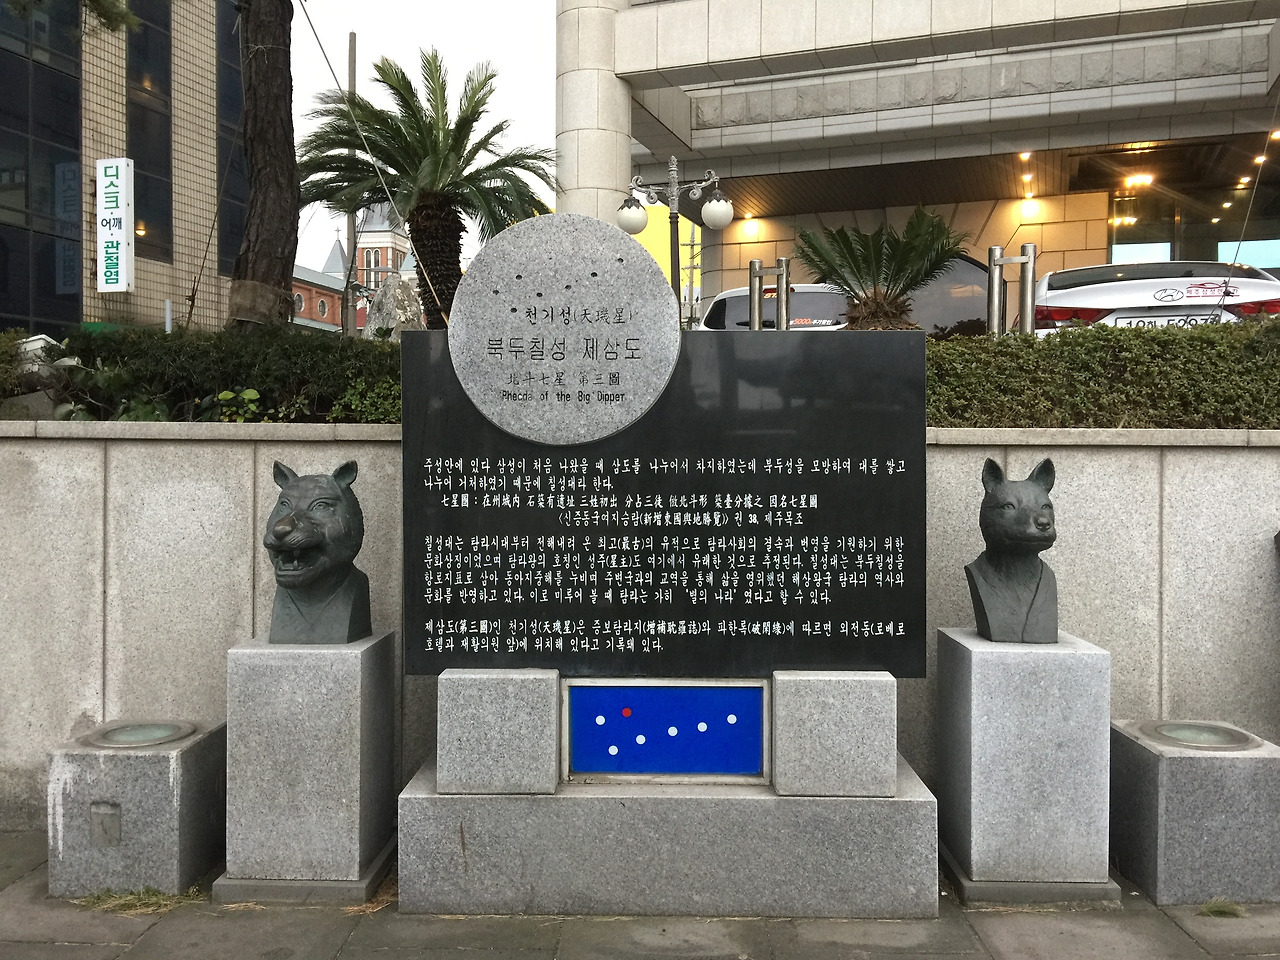 디스크·어깨·관절염
천기성(天璣星)
북두칠성 제삼도
北斗七星 第三圖
Phecda of the Big Dipper
주성안에 있다 삼성이 처음 나왔을 때 삼도를 나누어서 차지하였는데 북두성을 모방하여 대를 쌓고
나누어 거처하였기 때문에 칠성대라 한다.
七星圖 : 在州城內 石築有遺址 三姓初出 分占三徒 倣北斗形 築臺分據之 因名七星圖
〈신증동국여지승람(新增東國輿地勝覽)〉 권 38, 제주목조
칠성대는 탐라시대부터 전해내려 온 최고(最古)의 유적으로 탐라사회의 결속과 번영을 기원하기 위한
문화상징이었으며 탐라왕의 호칭인 성주(星主)도 여기에서 유래한 것으로 추정된다. 칠성대는 북두칠성을
항로지표로 삼아 동아지중해를 누비며 주변국과의 교역을 통해 삶을 영위했던 해상왕국 탐라의 역사와
문화를 반영하고 있다. 이로 미루어 볼 때 탐라는 가히 '별의 나라' 였다고 할 수 있다.
제삼도(第三圖)인 천기성(天璣星)은 증보탐라지(增補耽羅誌)와 파한록(破閑錄)에 따르면 외전동(로베로
호텔과 재활의원 앞)에 위치해 있다고 기록돼 있다.